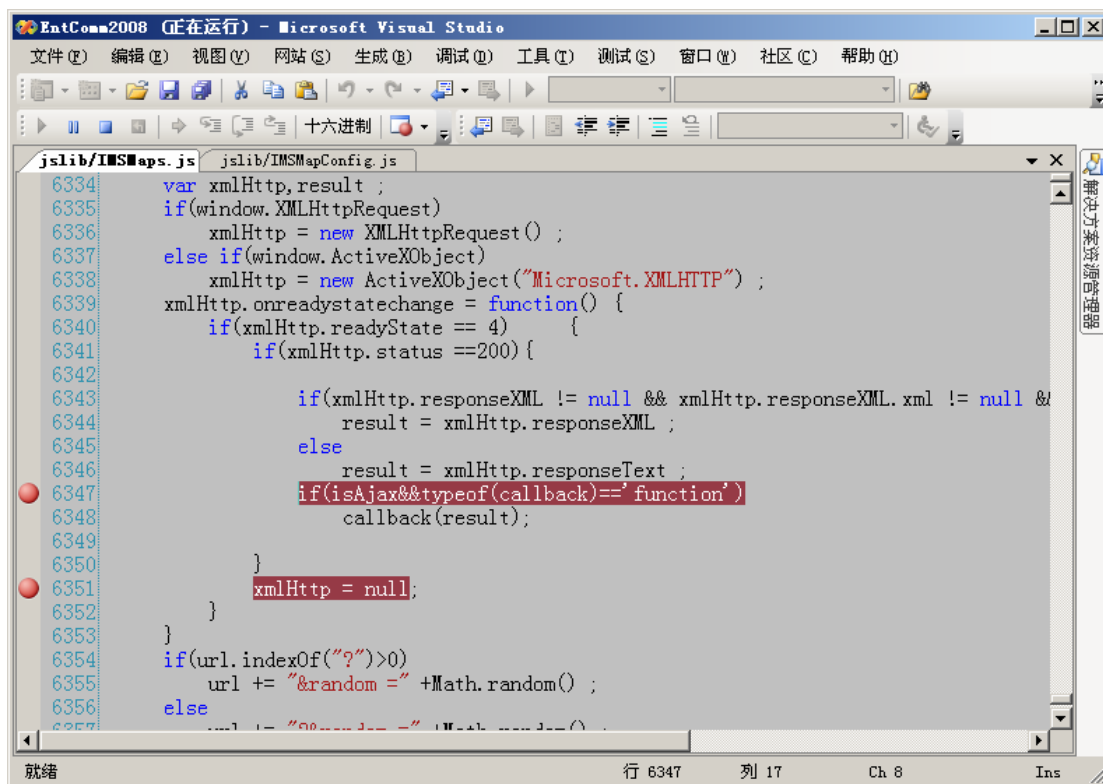 EntComm2008 (正在运行) - Microsoft Visual Studio
文件(F) 编辑(E) 视图(V) 网站(S) 生成(B) 调试(D) 工具(T) 测试(S) 窗口(W) 社区(C) 帮助(H)
十六进制
jslib/IMSMaps.js jslib/IMSMapConfig.js
解决方案资源管理器
6334 var xmlHttp,result ;
6335 if(window.XMLHttpRequest)
6336 xmlHttp = new XMLHttpRequest() ;
6337 else if(window.ActiveXObject)
6338 xmlHttp = new ActiveXObject("Microsoft.XMLHTTP") ;
6339 xmlHttp.onreadystatechange = function() {
6340 if(xmlHttp.readyState == 4) {
6341 if(xmlHttp.status ==200){
6342
6343 if(xmlHttp.responseXML != null && xmlHttp.responseXML.xml != null &&
6344 result = xmlHttp.responseXML ;
6345 else
6346 result = xmlHttp.responseText ;
6347 if(isAjax&&typeof(callback)=='function')
6348 callback(result);
6349
6350 }
6351 xmlHttp = null;
6352 }
6353 }
6354 if(url.indexOf("?")>0)
6355 url += "&random =" +Math.random() ;
6356 else
6357 url += "?&random =" +Math.random() ;
就绪 行 6347 列 17 Ch 8 Ins